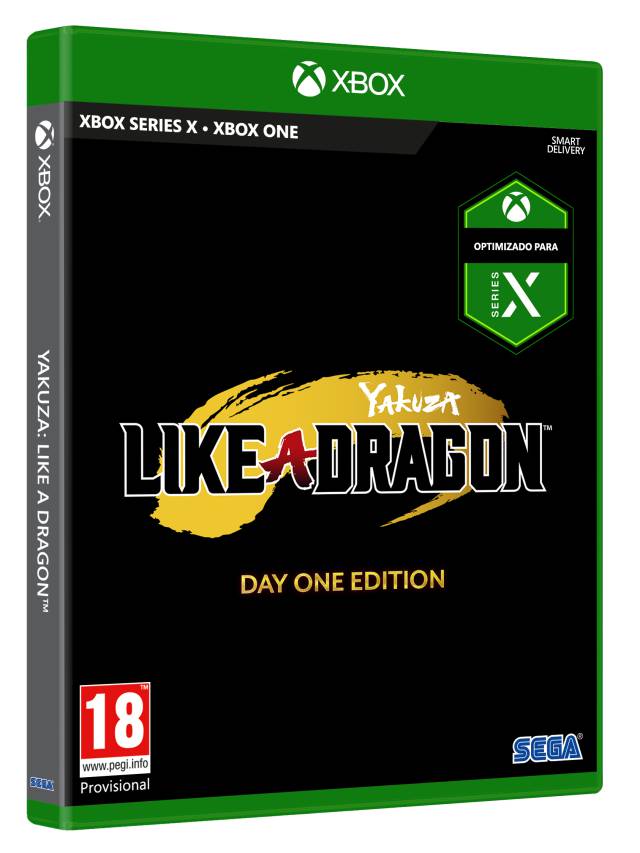 XBOX
XBOX SERIES X • XBOX ONE
SMART
DELIVERY
OPTIMIZADO PARA
SERIES X
YAKUZA
LIKE A DRAGON™
DAY ONE EDITION
18™
www.pegi.info
Provisional
SEGA®
XBOX
YAKUZA: LIKE A DRAGON™
SEGA